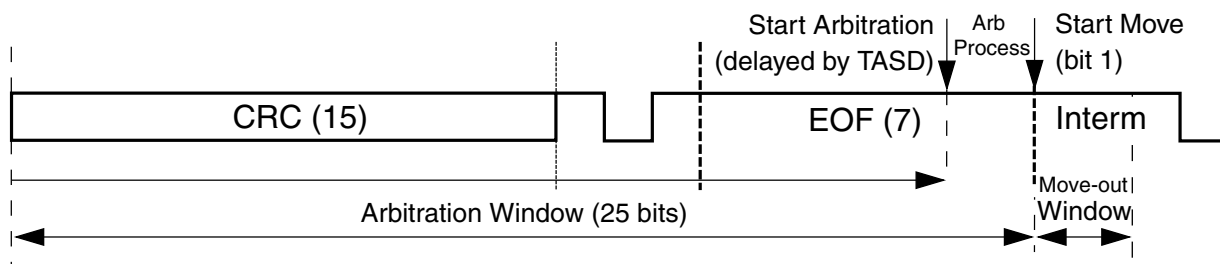 Start Arbitration
(delayed by TASD)
Arb
Process
Start Move
(bit 1)
CRC (15)
EOF (7)
Interm
Arbitration Window (25 bits)
Move-out
Window